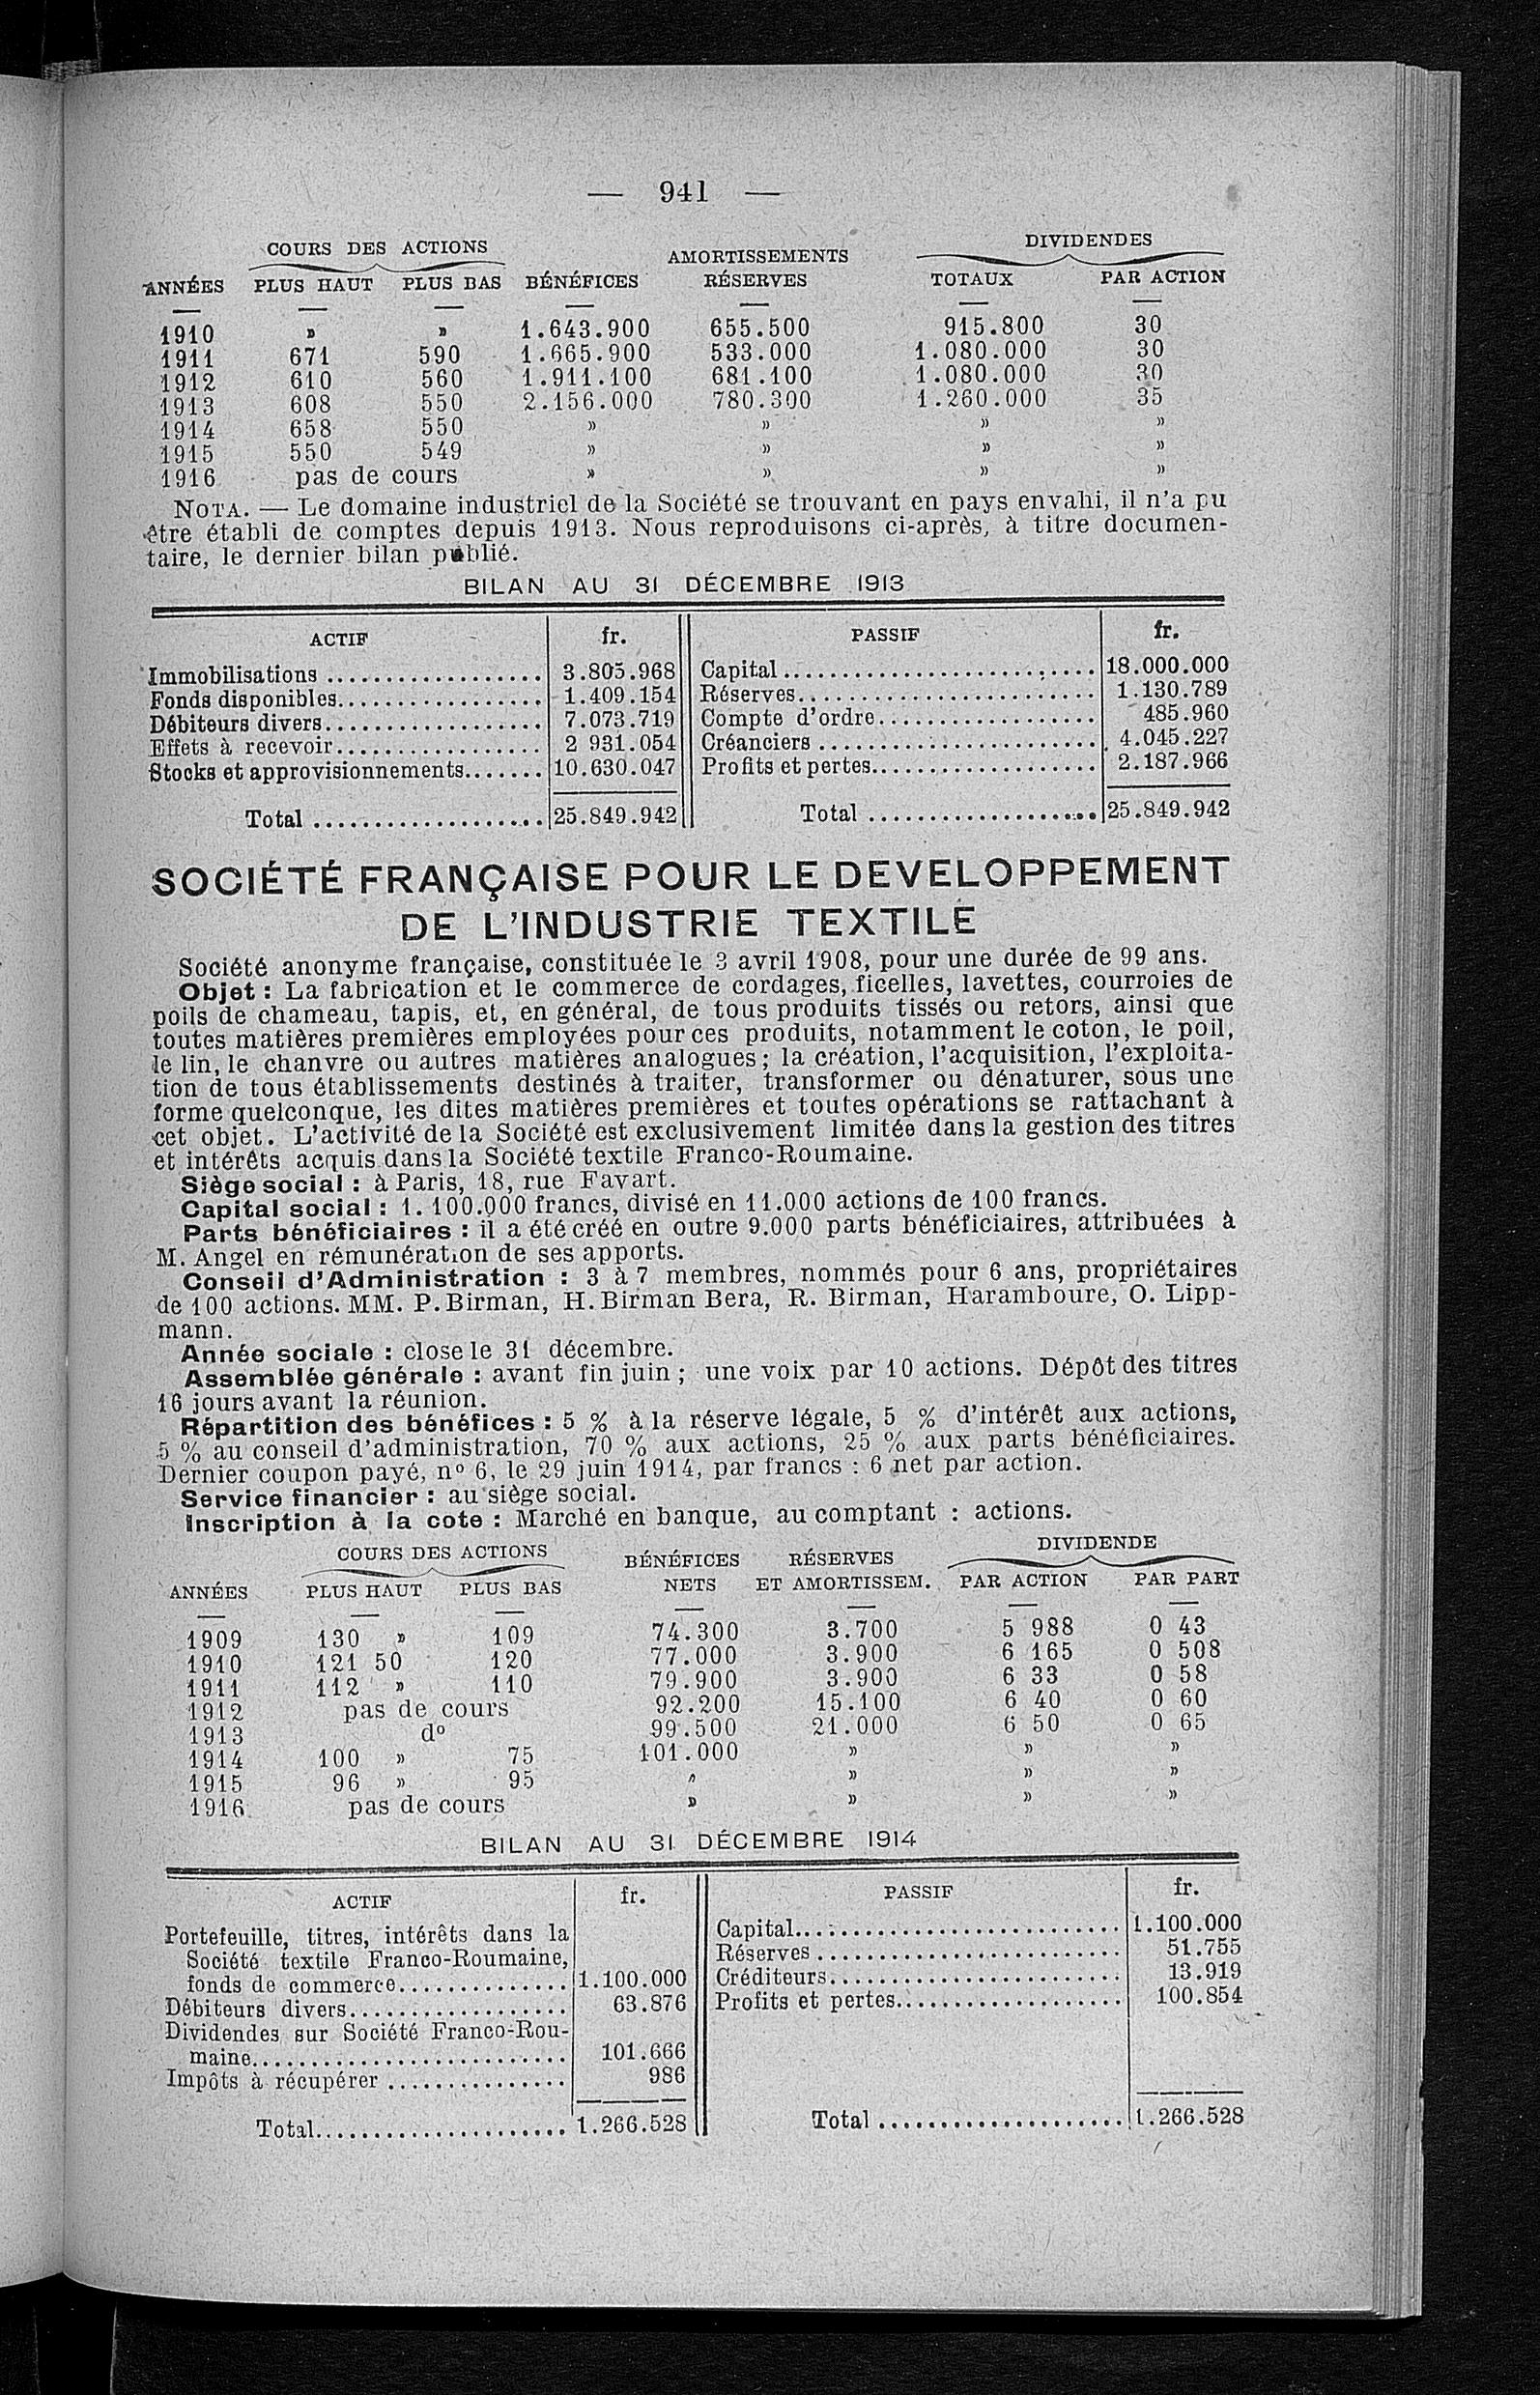 — 941 —
COURS DES ACTIONS AMORTISSEMENTS DIVIDENDES
ANNÉES PLUS HAUT PLUS BAS BÉNÉFICES RÉSERVES TOTAUX PAR ACTION
1910 » » 1.643.900 655.500 915.800 30
1911 671 590 1.665.900 533.000 1.080.000 30
1912 610 560 1.911.100 681.100 1.080.000 30
1913 608 550 2.156.000 780.300 1.260.000 35
1914 658 550 » » » »
1915 550 549 » » » »
1916 pas de cours » » » »
NOTA. — Le domaine industriel de la Société se trouvant en pays envahi, il n'a pu
être établi de comptes depuis 1913. Nous reproduisons ci-après, à titre documen-
taire, le dernier bilan publié.
BILAN AU 31 DÉCEMBRE 1913
ACTIF fr. PASSIF fr.
Immobilisations .................. 3.805.968 Capital .......................... 18.000.000
Fonds disponibles................. 1.409.154 Réserves......................... 1.130.789
Débiteurs divers.................. 7.073.719 Compte d'ordre................... 485.960
Effets à recevoir................. 2 931.054 Créanciers ....................... 4.045.227
Stocks et approvisionnements....... 10.630.047 Profits et pertes.................... 2.187.966
Total ................... 25.849.942 Total .................... 25.849.942
SOCIÉTÉ FRANÇAISE POUR LE DEVELOPPEMENT
DE L'INDUSTRIE TEXTILE
Société anonyme française, constituée le 3 avril 1908, pour une durée de 99 ans.
Objet : La fabrication et le commerce de cordages, ficelles, lavettes, courroies de
poils de chameau, tapis, et, en général, de tous produits tissés ou retors, ainsi que
toutes matières premières employées pour ces produits, notamment le coton, le poil,
le lin, le chanvre ou autres matières analogues ; la création, l'acquisition, l'exploita-
tion de tous établissements destinés à traiter, transformer ou dénaturer, sous une
forme quelconque, les dites matières premières et toutes opérations se rattachant à
cet objet. L'activité de la Société est exclusivement limitée dans la gestion des titres
et intérêts acquis dans la Société textile Franco-Roumaine.
Siège social : à Paris, 18, rue Favart.
Capital social : 1.100.000 francs, divisé en 11.000 actions de 100 francs.
Parts bénéficiaires : il a été créé en outre 9.000 parts bénéficiaires, attribuées à
M. Angel en rémunération de ses apports.
Conseil d'Administration : 3 à 7 membres, nommés pour 6 ans, propriétaires
de 100 actions. MM. P. Birman, H. Birman Bera, R. Birman, Haramboure, O. Lipp-
mann.
Année sociale : close le 31 décembre.
Assemblée générale : avant fin juin ; une voix par 10 actions. Dépôt des titres
16 jours avant la réunion.
Répartition des bénéfices : 5 % à la réserve légale, 5 % d'intérêt aux actions,
5 % au conseil d'administration, 70 % aux actions, 25 % aux parts bénéficiaires.
Dernier coupon payé, nº 6, le 29 juin 1914, par francs : 6 net par action.
Service financier : au siège social.
Inscription à la cote : Marché en banque, au comptant : actions.
COURS DES ACTIONS BÉNÉFICES RÉSERVES DIVIDENDE
ANNÉES PLUS HAUT PLUS BAS NETS ET AMORTISSEM. PAR ACTION PAR PART
1909 130 » 109 74.300 3.700 5 988 0 43
1910 121 50 120 77.000 3.900 6 165 0 508
1911 112 » 110 79.900 3.900 6 33 0 58
1912 pas de cours 92.200 15.100 6 40 0 60
1913 dº 99.500 21.000 6 50 0 65
1914 100 » 75 101.000 » » »
1915 96 » 95 » » » »
1916 pas de cours » » » »
BILAN AU 31 DÉCEMBRE 1914
ACTIF fr. PASSIF fr.
Portefeuille, titres, intérêts dans la Capital........................... 1.100.000
Société textile Franco-Roumaine, Réserves ......................... 51.755
fonds de commerce.............. 1.100.000 Créditeurs........................ 13.919
Débiteurs divers.................. 63.876 Profits et pertes................... 100.854
Dividendes sur Société Franco-Rou-
maine.......................... 101.666
Impôts à récupérer ............... 986
Total..................... 1.266.528 Total .................... 1.266.528